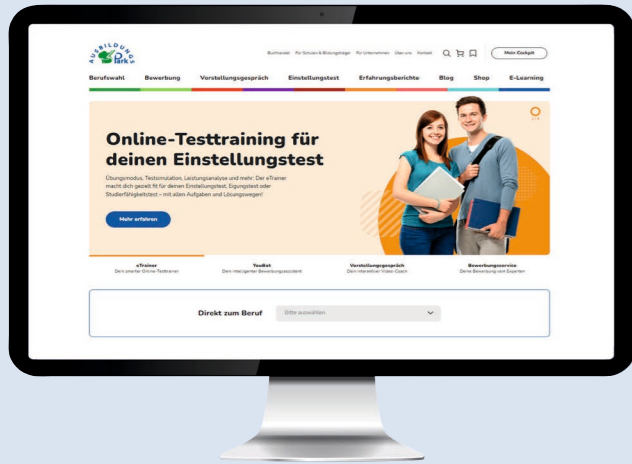 AUSBILDUNGS
Park
Buchhandel Für Schulen & Bildungsträger Für Unternehmen Über uns Kontakt
Mein Cockpit
Berufswahl Bewerbung Vorstellungsgespräch Einstellungstest Erfahrungsberichte Blog Shop E-Learning
Online-Testtraining für
deinen Einstellungstest
Übungsmodus, Testsimulation, Leistungsanalyse und mehr: Der eTrainer
macht dich gezielt fit für deinen Einstellungstest, Eignungstest oder
Studierfähigkeitstest – mit allen Aufgaben und Lösungswegen!
Mehr erfahren
eTrainer YouBot Vorstellungsgespräch Bewerbungsservice
Dein smarter Online-Testtrainer Dein intelligenter Bewerbungsassistent Dein interaktiver Video-Coach Deine Bewerbung vom Experten
Direkt zum Beruf Bitte auswählen